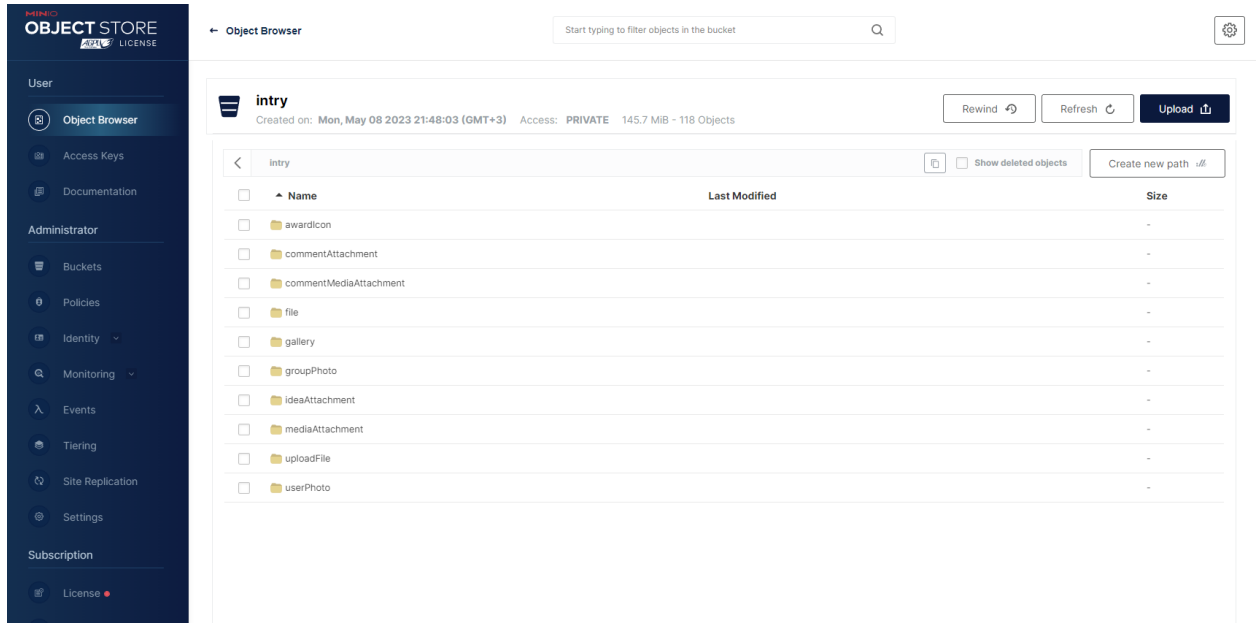 MINIO
OBJECT STORE
AGPL LICENSE
User
Object Browser
Access Keys
Documentation
Administrator
Buckets
Policies
Identity
Monitoring
Events
Tiering
Site Replication
Settings
Subscription
License
← Object Browser
Start typing to filter objects in the bucket
intry
Created on: Mon, May 08 2023 21:48:03 (GMT+3) Access: PRIVATE 145.7 MiB - 118 Objects
Rewind Refresh Upload
intry Show deleted objects Create new path
Name Last Modified Size
awardIcon -
commentAttachment -
commentMediaAttachment -
file -
gallery -
groupPhoto -
ideaAttachment -
mediaAttachment -
uploadFile -
userPhoto -